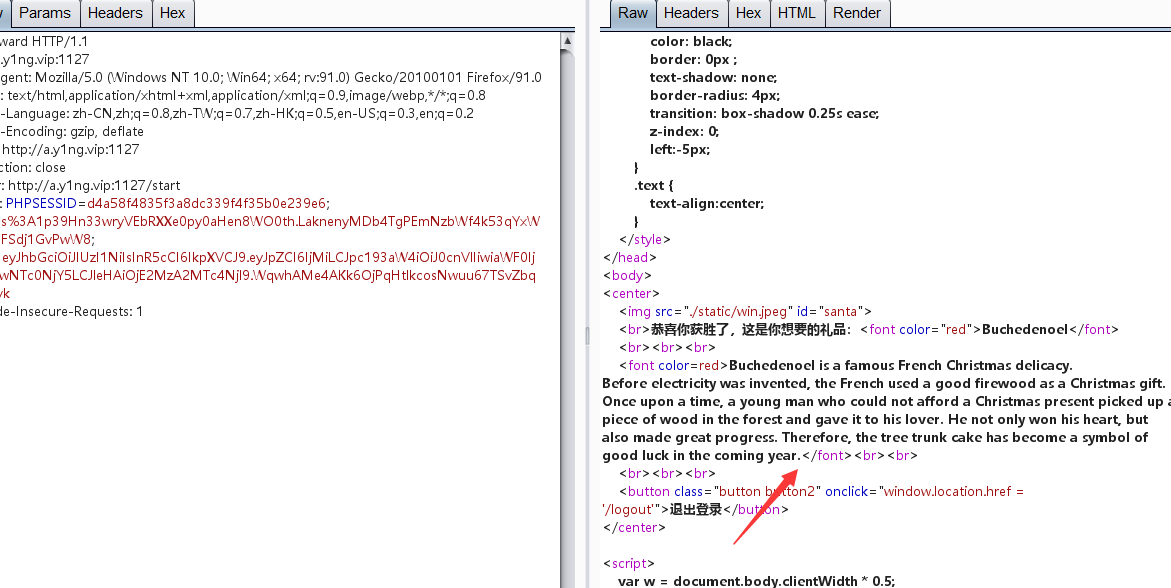 Params Headers Hex
ward HTTP/1.1
.y1ng.vip:1127
gent: Mozilla/5.0 (Windows NT 10.0; Win64; x64; rv:91.0) Gecko/20100101 Firefox/91.0
: text/html,application/xhtml+xml,application/xml;q=0.9,image/webp,*/*;q=0.8
-Language: zh-CN,zh;q=0.8,zh-TW;q=0.7,zh-HK;q=0.5,en-US;q=0.3,en;q=0.2
-Encoding: gzip, deflate
http://a.y1ng.vip:1127
ction: close
r: http://a.y1ng.vip:1127/start
: PHPSESSID=d4a58f4835f3a8dc339f4f35b0e239e6;
s%3A1p39Hn33wryVEbRXXe0py0aHen8WO0th.LaknenyMDb4TgPEmNzbWf4k53qYxW
FSdj1GvPwW8;
eyJhbGciOiJIUzI1NiIsInR5cCI6IkpXVCJ9.eyJpZCI6IjMiLCJpc193aW4iOiJ0cnVlIiwiaWF0Ij
wNTc0NjY5LCJleHAiOjE2MzA2MTc4Njl9.WqwhAMe4AKk6OjPqHtIkcosNwuu67TSvZbq
yk
de-Insecure-Requests: 1
Raw Headers Hex HTML Render
color: black;
border: 0px ;
text-shadow: none;
border-radius: 4px;
transition: box-shadow 0.25s ease;
z-index: 0;
left:-5px;
}
.text {
text-align:center;
}
</style>
</head>
<body>
<center>
<img src="./static/win.jpeg" id="santa">
<br>恭喜你获胜了，这是你想要的礼品：<font color="red">Buchedenoel</font>
<br><br><br>
<font color=red>Buchedenoel is a famous French Christmas delicacy.
Before electricity was invented, the French used a good firewood as a Christmas gift.
Once upon a time, a young man who could not afford a Christmas present picked up a
piece of wood in the forest and gave it to his lover. He not only won his heart, but
also made great progress. Therefore, the tree trunk cake has become a symbol of
good luck in the coming year.</font><br><br>
<br><br><br>
<button class="button button2" onclick="window.location.href =
'/logout'">退出登录</button>
</center>
<script>
var w = document.body.clientWidth * 0.5;